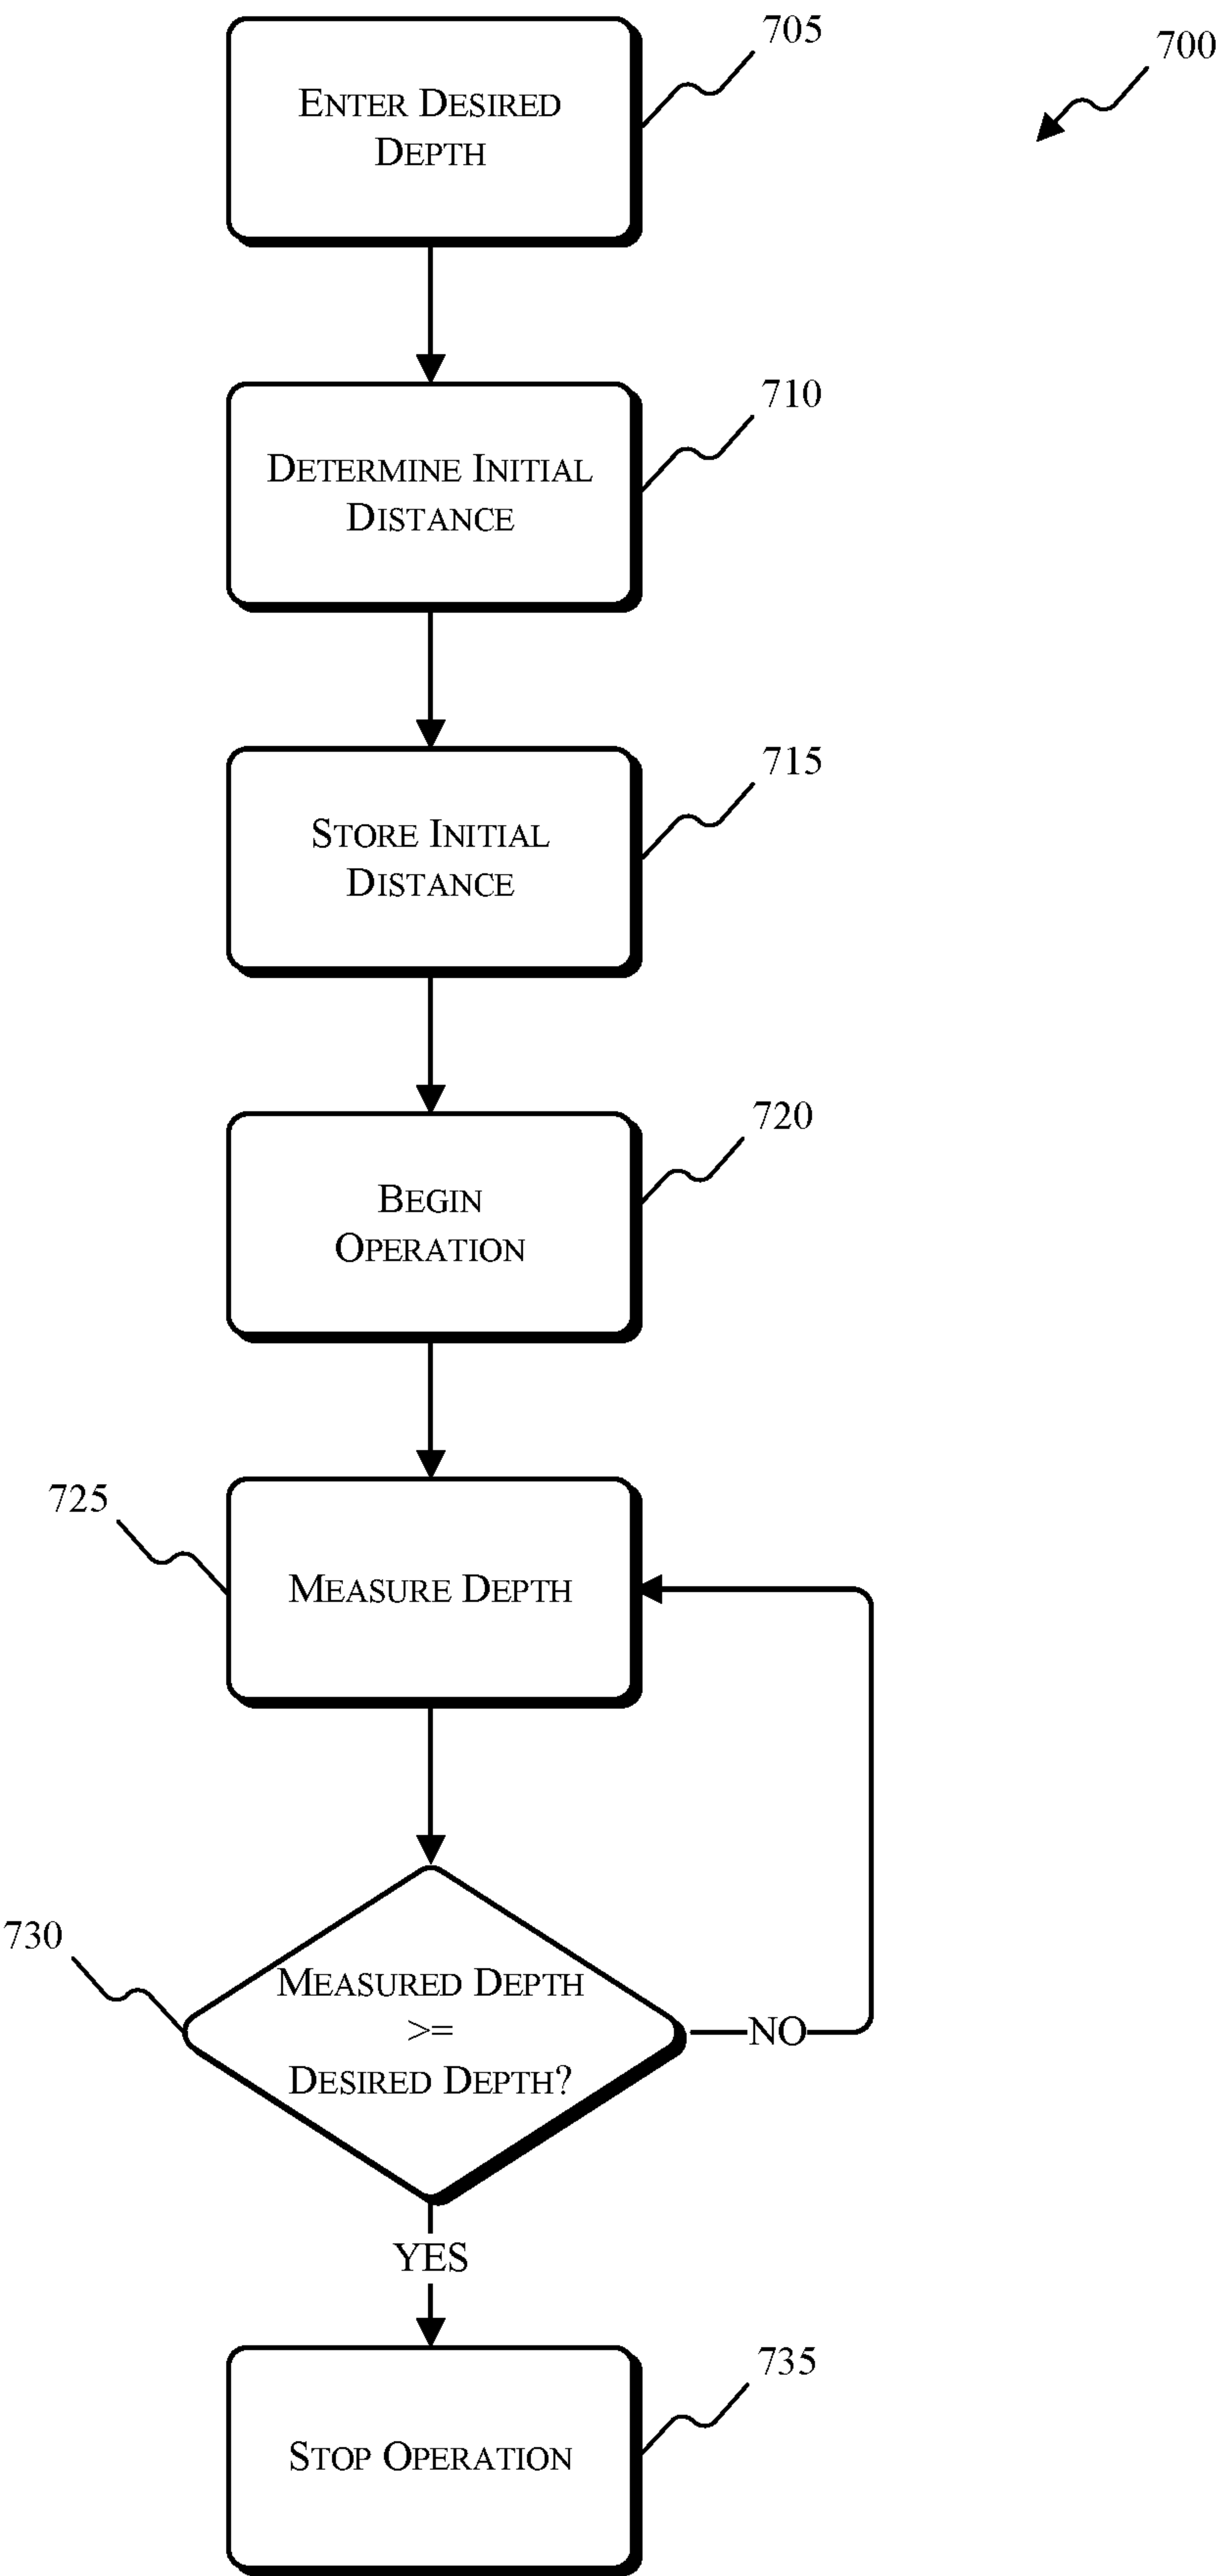 705
700
ENTER DESIRED
DEPTH
710
DETERMINE INITIAL
DISTANCE
715
STORE INITIAL
DISTANCE
720
BEGIN
OPERATION
725
MEASURE DEPTH
730
MEASURED DEPTH
>=
DESIRED DEPTH?
NO
YES
735
STOP OPERATION